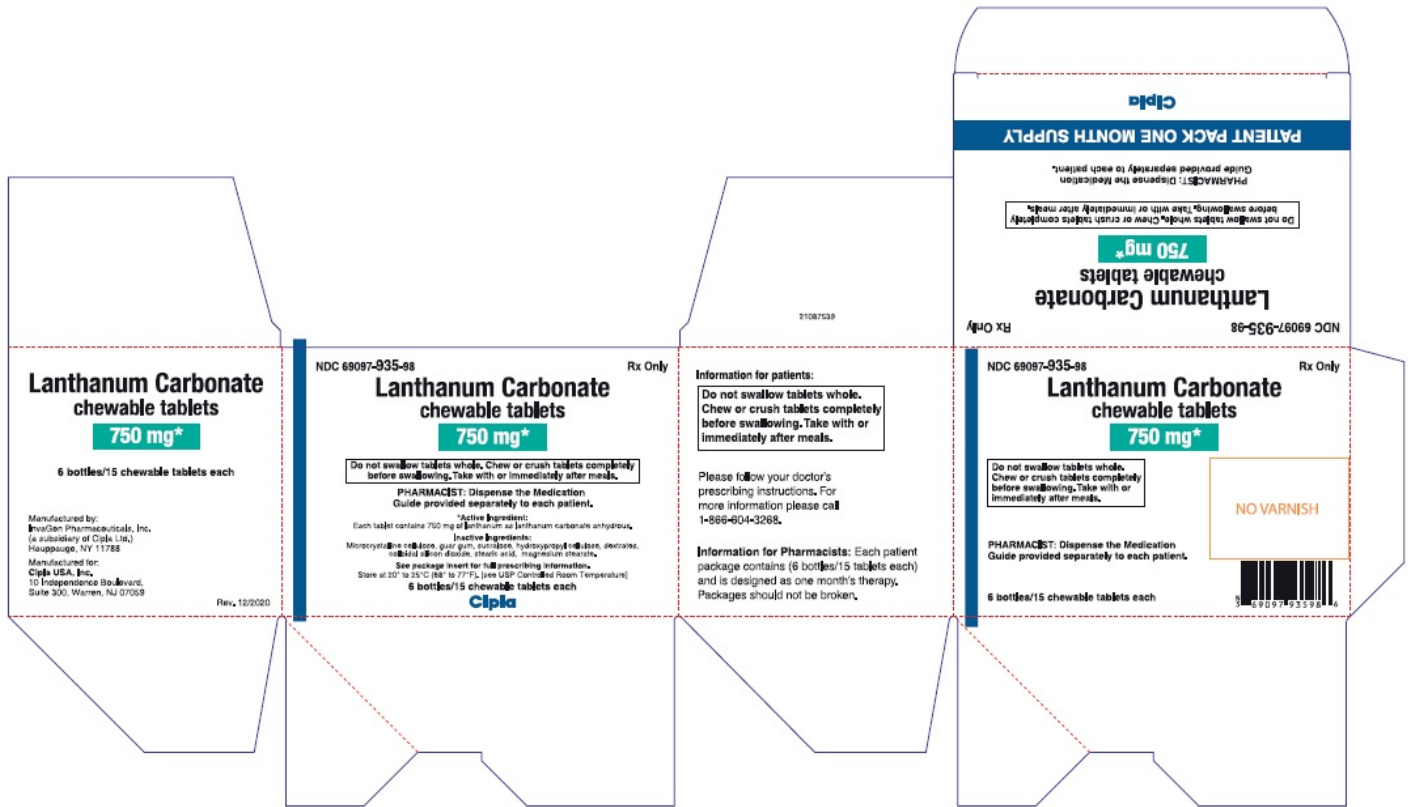 Cipla
PATIENT PACK ONE MONTH SUPPLY
PHARMACIST: Dispense the Medication
Guide provided separately to each patient.
Do not swallow tablets whole. Chew or crush tablets completely
before swallowing. Take with or immediately after meals.
750 mg*
Lanthanum Carbonate
chewable tablets
NDC 69097-935-98
Rx Only
21087539
Lanthanum Carbonate
chewable tablets
750 mg*
6 bottles/15 chewable tablets each
Manufactured by:
InvaGen Pharmaceuticals, Inc.
(a subsidiary of Cipla Ltd.)
Hauppauge, NY 11788
Manufactured for:
Cipla USA, Inc.
10 Independence Boulevard,
Suite 300, Warren, NJ 07059
Rev. 12/2020
NDC 69097-935-98
Rx Only
Lanthanum Carbonate
chewable tablets
750 mg*
Do not swallow tablets whole. Chew or crush tablets completely
before swallowing. Take with or immediately after meals.
PHARMACIST: Dispense the Medication
Guide provided separately to each patient.
*Active Ingredient:
Each tablet contains 750 mg of lanthanum as lanthanum carbonate anhydrous.
Inactive Ingredients:
Microcrystalline cellulose, guar gum, sucralose, hydroxypropyl cellulose, dextrates,
colloidal silicon dioxide, stearic acid, magnesium stearate.
See package insert for full prescribing information.
Store at 20° to 25°C (68° to 77°F). [see USP Controlled Room Temperature]
6 bottles/15 chewable tablets each
Cipla
Information for patients:
Do not swallow tablets whole.
Chew or crush tablets completely
before swallowing. Take with or
immediately after meals.
Please follow your doctor's
prescribing instructions. For
more information please call
1-866-604-3268.
Information for Pharmacists: Each patient
package contains (6 bottles/15 tablets each)
and is designed as one month's therapy.
Packages should not be broken.
NDC 69097-935-98
Rx Only
Lanthanum Carbonate
chewable tablets
750 mg*
Do not swallow tablets whole.
Chew or crush tablets completely
before swallowing. Take with or
immediately after meals.
NO VARNISH
PHARMACIST: Dispense the Medication
Guide provided separately to each patient.
6 bottles/15 chewable tablets each
N
3 69097 93598 6